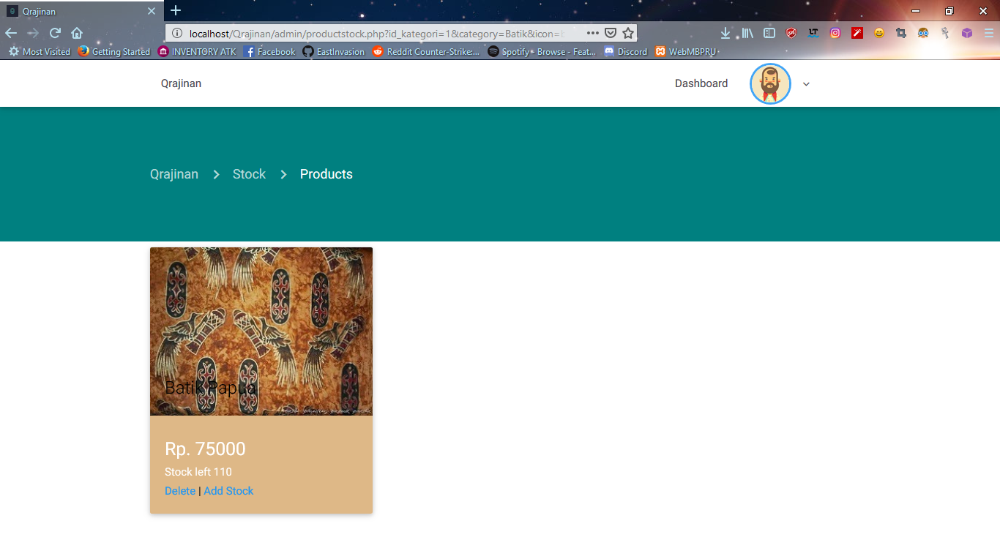 Qrajinan
localhost/Qrajinan/admin/productstock.php?id_kategori=1&category=Batik&icon=
Most Visited Getting Started INVENTORY ATK Facebook EastInvasion Reddit Counter-Strike:... Spotify - Browse - Feat... Discord WebMBPRU
Qrajinan Dashboard
Qrajinan Stock Products
Batik Papua
Rp. 75000
Stock left 110
Delete | Add Stock